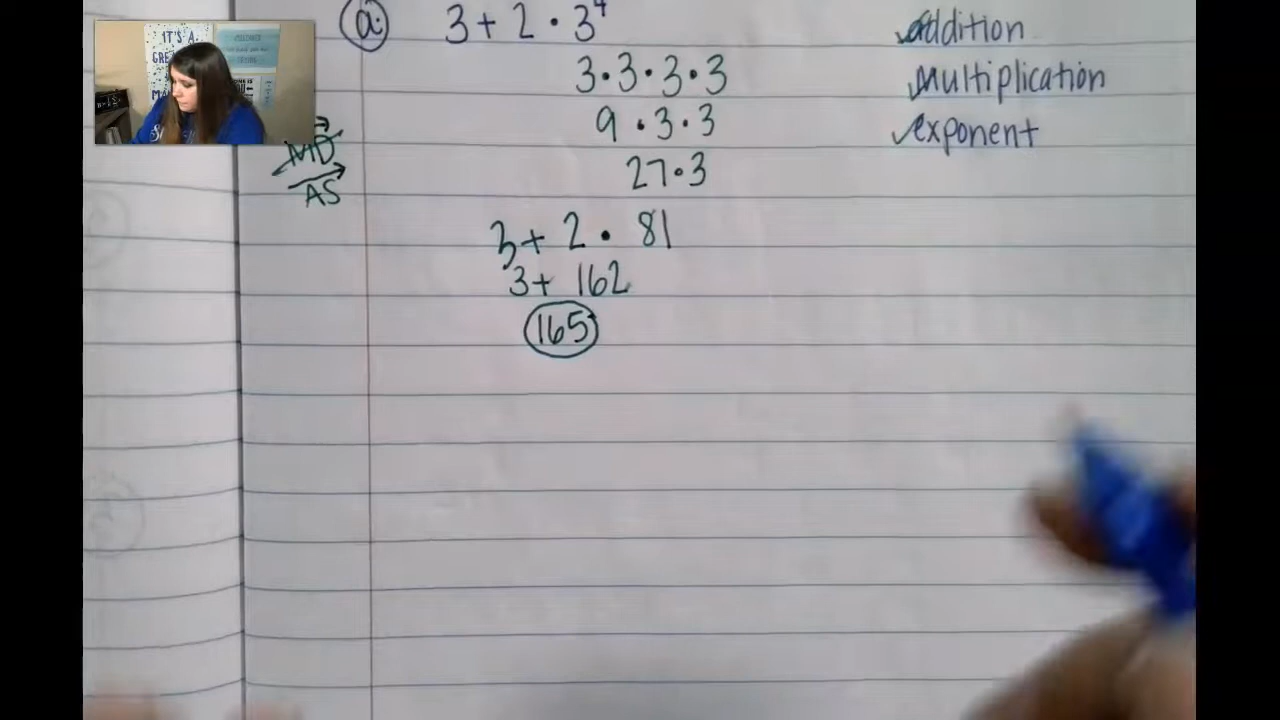 IT'S A
a. 3 + 2 · 3⁴
3·3·3·3
9·3·3
27·3
3 + 2 · 81
3 + 162
165
MD
AS
addition
Multiplication
exponent